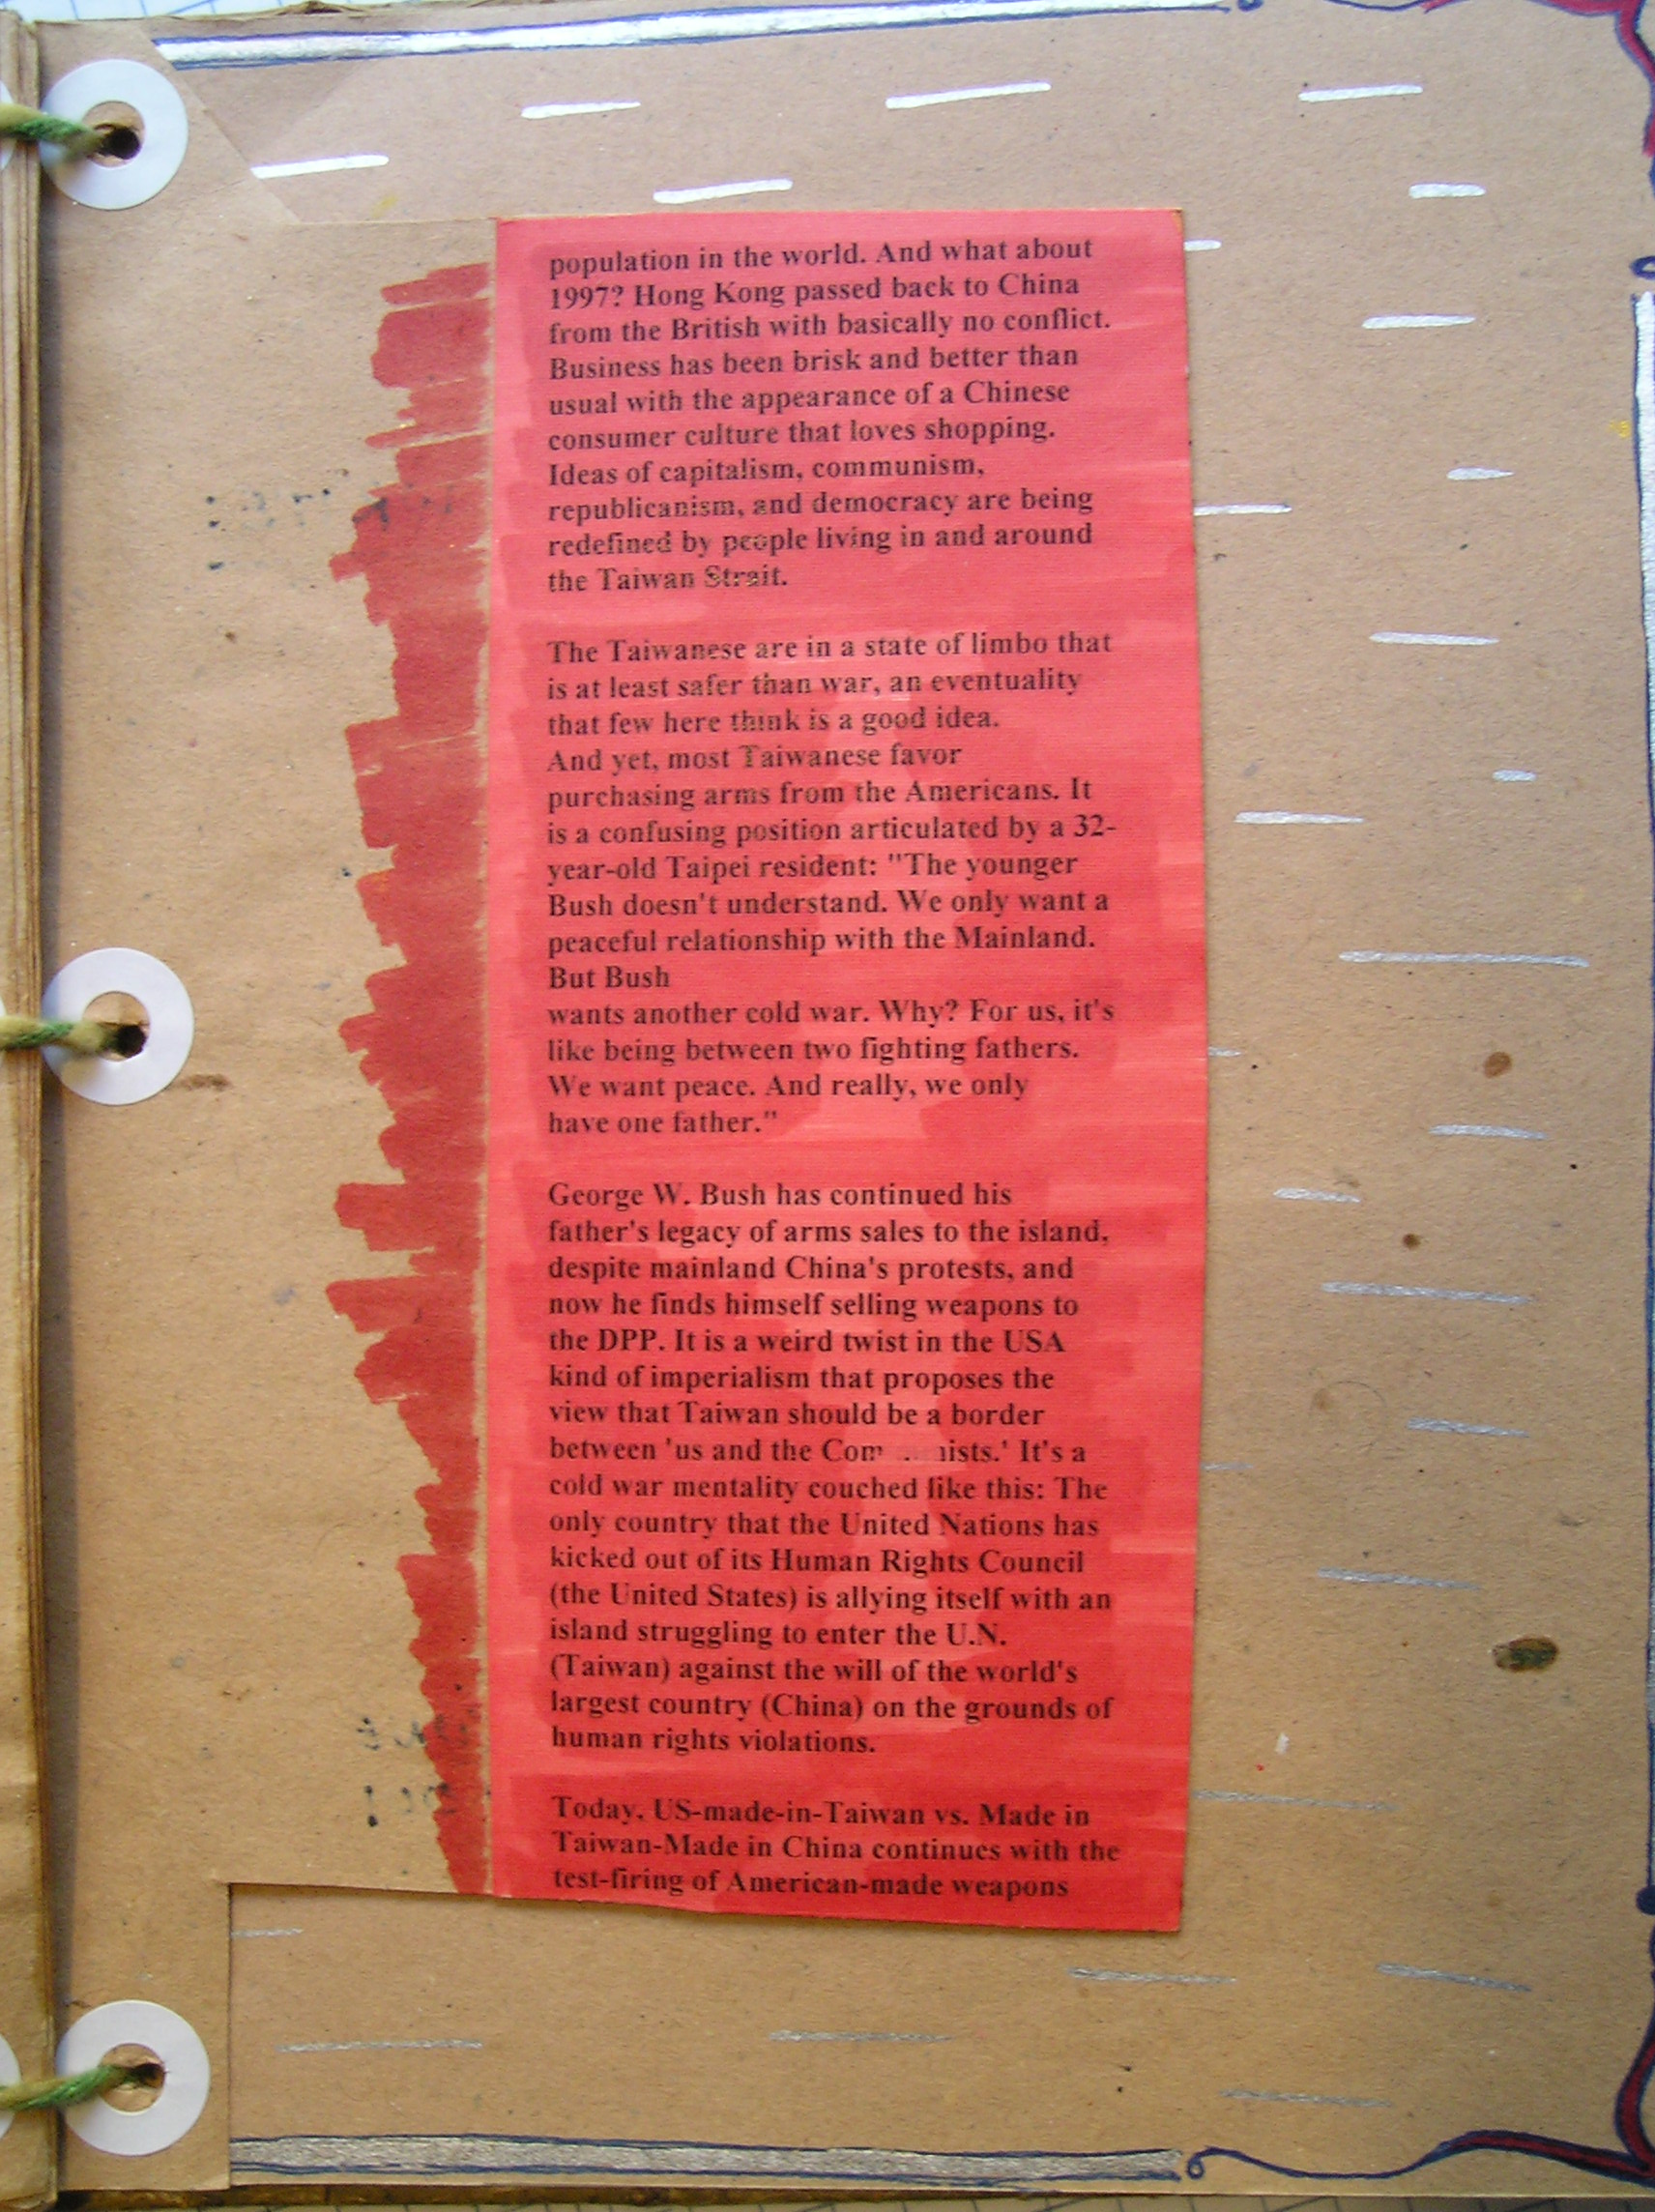 population in the world. And what about
1997? Hong Kong passed back to China
from the British with basically no conflict.
Business has been brisk and better than
usual with the appearance of a Chinese
consumer culture that loves shopping.
Ideas of capitalism, communism,
republicanism, and democracy are being
redefined by people living in and around
the Taiwan Strait.
The Taiwanese are in a state of limbo that
is at least safer than war, an eventuality
that few here think is a good idea.
And yet, most Taiwanese favor
purchasing arms from the Americans. It
is a confusing position articulated by a 32-
year-old Taipei resident: "The younger
Bush doesn't understand. We only want a
peaceful relationship with the Mainland.
But Bush
wants another cold war. Why? For us, it's
like being between two fighting fathers.
We want peace. And really, we only
have one father."
George W. Bush has continued his
father's legacy of arms sales to the island,
despite mainland China's protests, and
now he finds himself selling weapons to
the DPP. It is a weird twist in the USA
kind of imperialism that proposes the
view that Taiwan should be a border
between 'us and the It's a
cold war mentality couched like this: The
only country that the United Nations has
kicked out of its Human Rights Council
(the United States) is allying itself with an
island struggling to enter the U.N.
(Taiwan) against the will of the world's
largest country (China) on the grounds of
human rights violations.
Today, US-made-in-Taiwan vs. Made in
Taiwan-Made in China continues with the
test-firing of American-made weapons